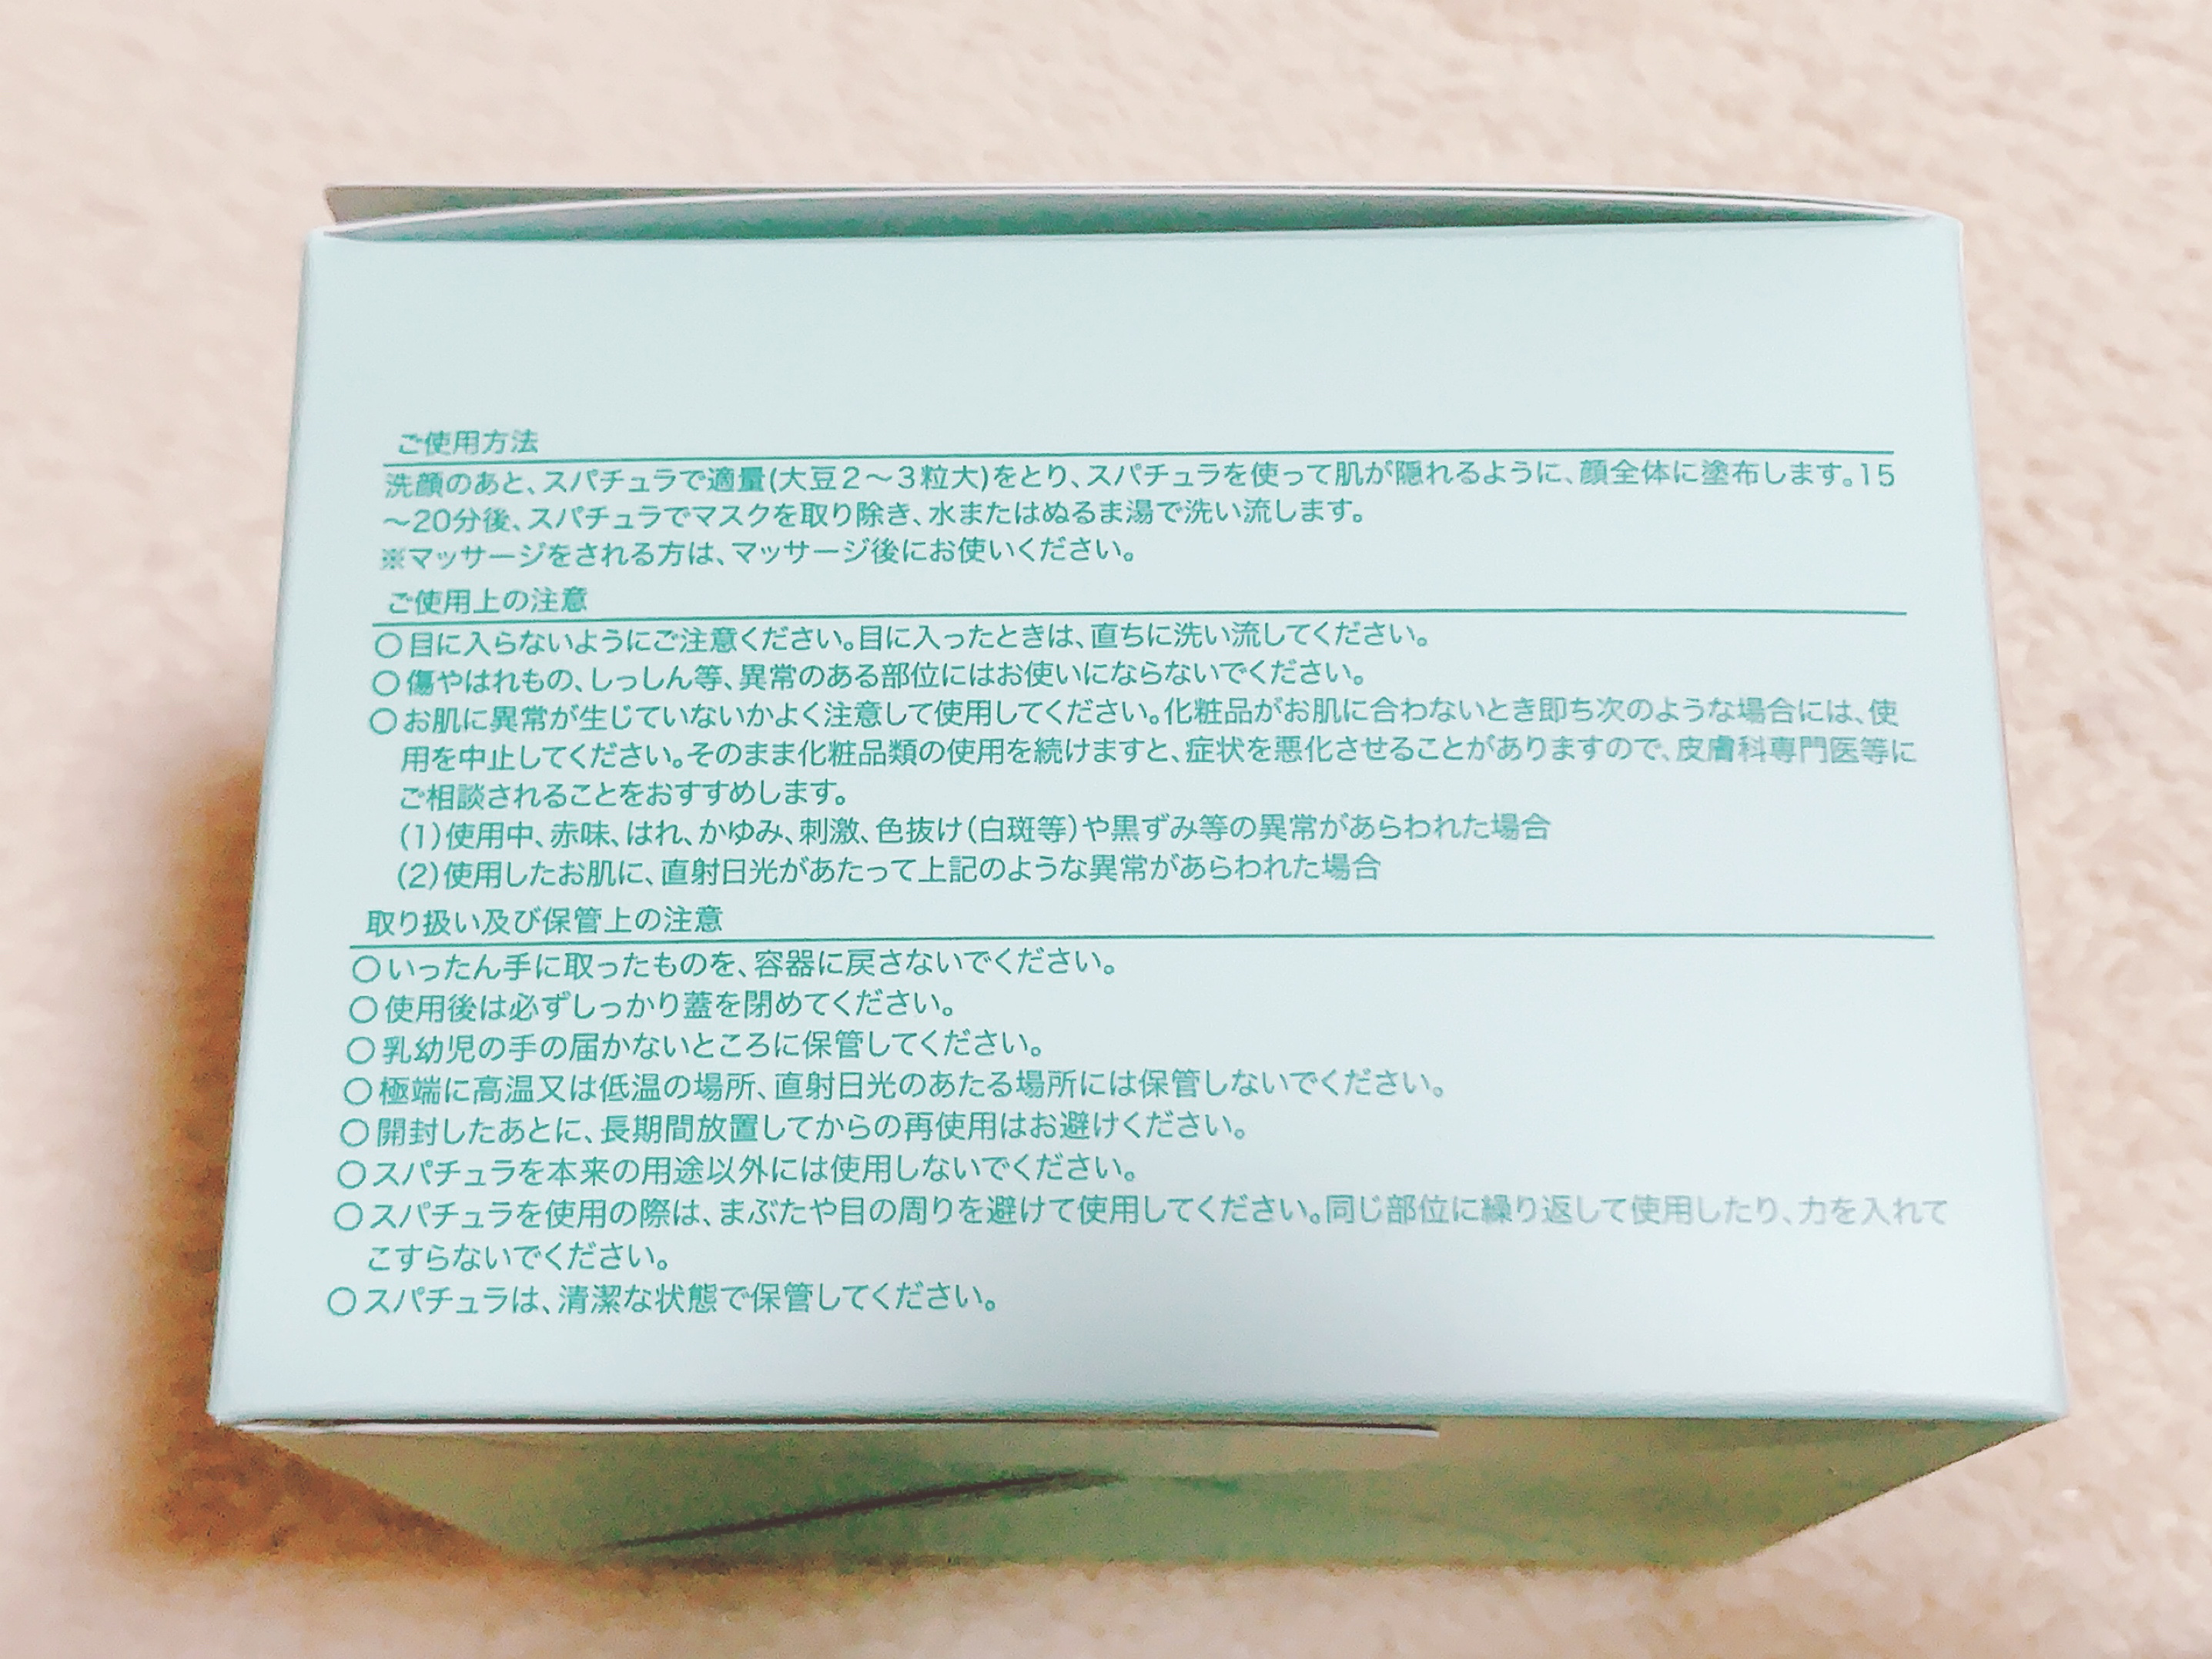 ご使用方法
洗顔のあと、スパチュラで適量(大豆2〜3粒大)をとり、スパチュラを使って肌が隠れるように、顔全体に塗布します。15
〜20分後、スパチュラでマスクを取り除き、水またはぬるま湯で洗い流します。
※マッサージをされる方は、マッサージ後にお使いください。
ご使用上の注意
○目に入らないようにご注意ください。目に入ったときは、直ちに洗い流してください。
○傷やはれもの、しっしん等、異常のある部位にはお使いにならないでください。
○お肌に異常が生じていないかよく注意して使用してください。化粧品がお肌に合わないとき即ち次のような場合には、使
用を中止してください。そのまま化粧品類の使用を続けますと、症状を悪化させることがありますので、皮膚科専門医等に
ご相談されることをおすすめします。
(1)使用中、赤味、はれ、かゆみ、刺激、色抜け(白斑等)や黒ずみ等の異常があらわれた場合
(2)使用したお肌に、直射日光があたって上記のような異常があらわれた場合
取り扱い及び保管上の注意
○いったん手に取ったものを、容器に戻さないでください。
○使用後は必ずしっかり蓋を閉めてください。
○乳幼児の手の届かないところに保管してください。
○極端に高温又は低温の場所、直射日光のあたる場所には保管しないでください。
○開封したあとに、長期間放置してからの再使用はお避けください。
○スパチュラを本来の用途以外には使用しないでください。
○スパチュラを使用の際は、まぶたや目の周りを避けて使用してください。同じ部位に繰り返して使用したり、力を入れて
こすらないでください。
○スパチュラは、清潔な状態で保管してください。